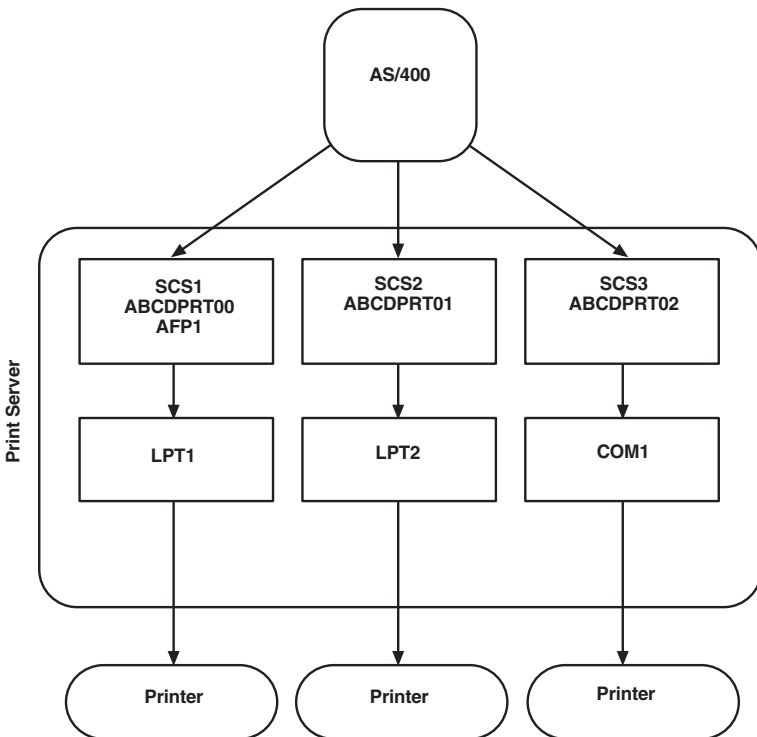 AS/400
SCS1
ABCDPRT00
AFP1
SCS2
ABCDPRT01
SCS3
ABCDPRT02
Print Server
LPT1
LPT2
COM1
Printer
Printer
Printer